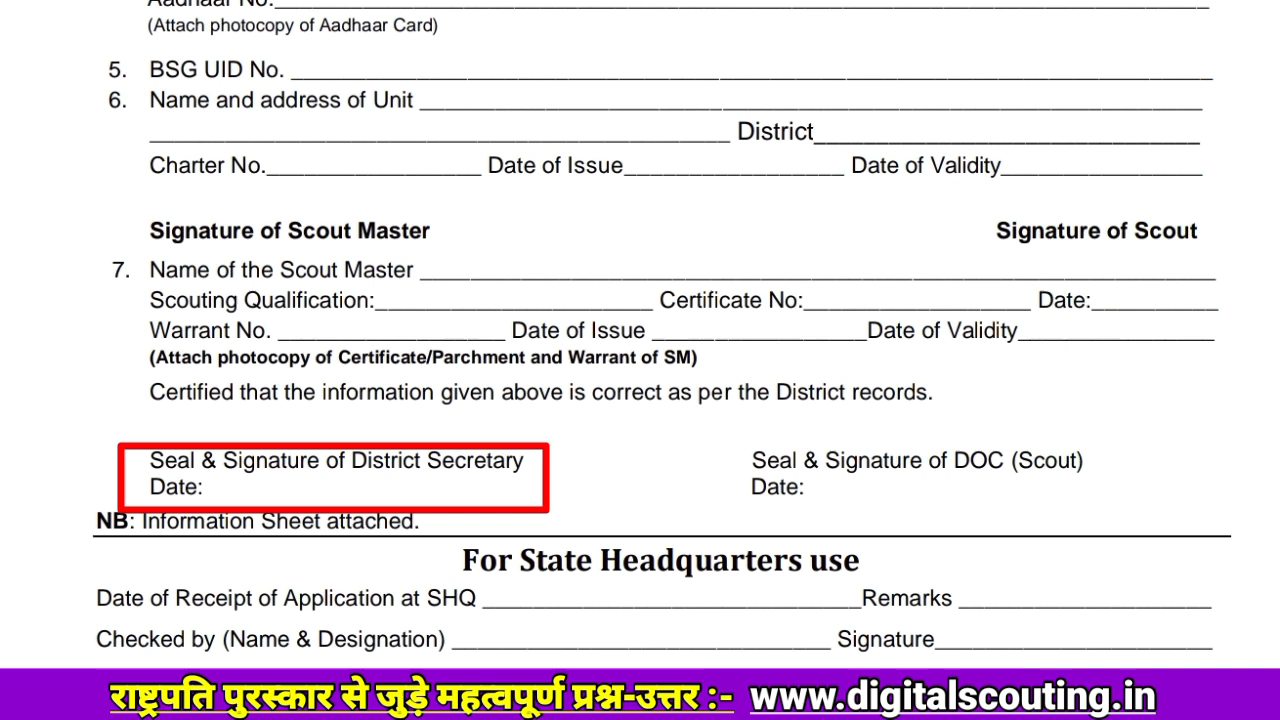 Aadhaar No.
(Attach photocopy of Aadhaar Card)
5. BSG UID No.
6. Name and address of Unit
District
Charter No. Date of Issue Date of Validity
Signature of Scout Master Signature of Scout
7. Name of the Scout Master
Scouting Qualification: Certificate No: Date:
Warrant No. Date of Issue Date of Validity
(Attach photocopy of Certificate/Parchment and Warrant of SM)
Certified that the information given above is correct as per the District records.
Seal & Signature of District Secretary Seal & Signature of DOC (Scout)
Date: Date:
NB: Information Sheet attached.
For State Headquarters use
Date of Receipt of Application at SHQ Remarks
Checked by (Name & Designation) Signature
राष्ट्रपति पुरस्कार से जुड़े महत्वपूर्ण प्रश्न-उत्तर :- www.digitalscouting.in